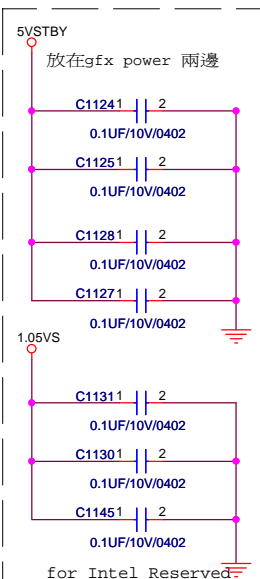 5VSTBY
放在gfx power 兩邊
C1124 1 2
0.1UF/10V/0402
C1125 1 2
0.1UF/10V/0402
C1128 1 2
0.1UF/10V/0402
C1127 1 2
0.1UF/10V/0402
1.05VS
C1131 1 2
0.1UF/10V/0402
C1130 1 2
0.1UF/10V/0402
C1145 1 2
0.1UF/10V/0402
for Intel Reserved